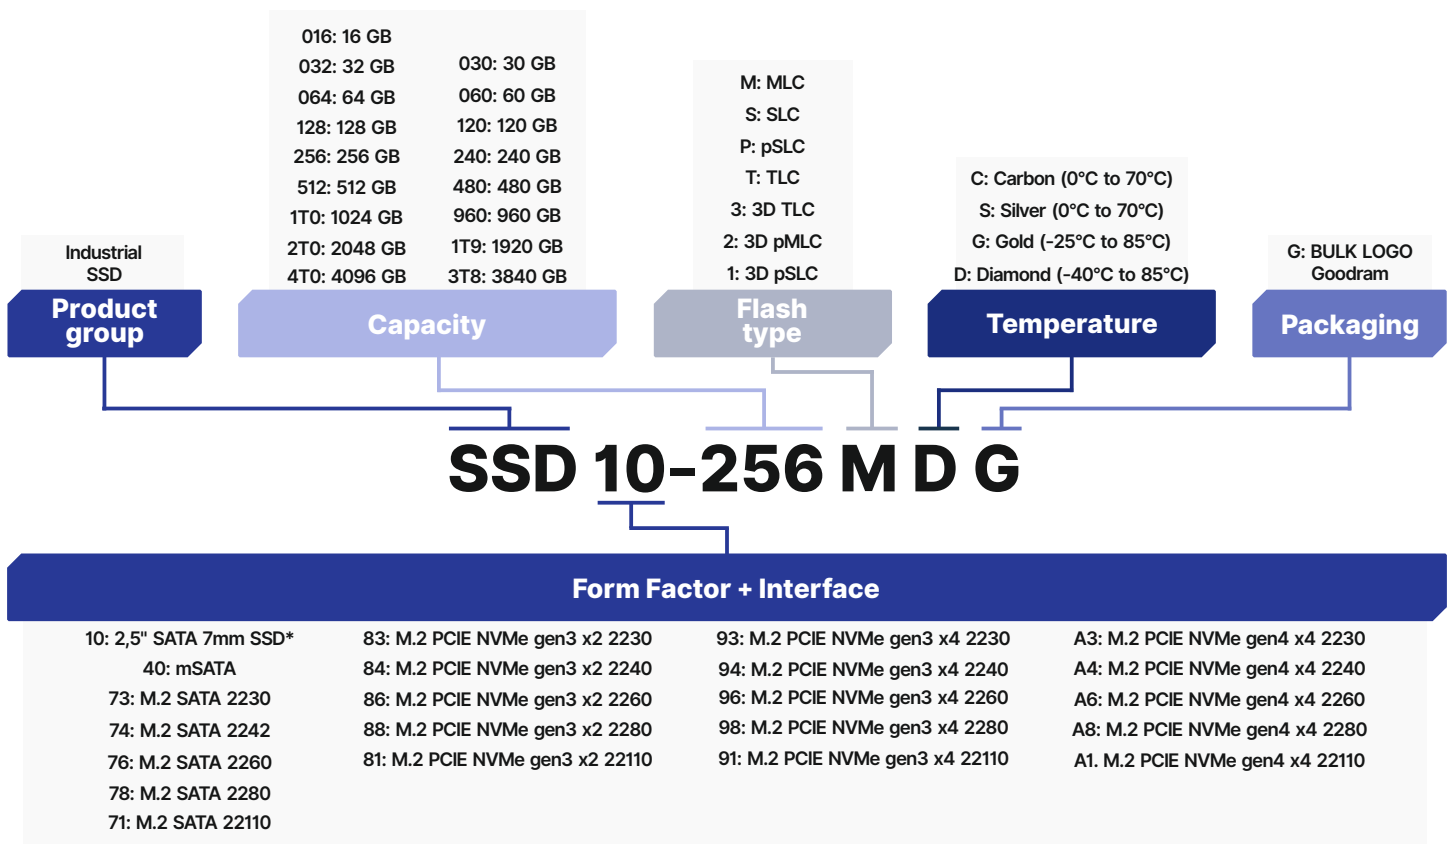 016: 16 GB
032: 32 GB
064: 64 GB
128: 128 GB
256: 256 GB
512: 512 GB
1T0: 1024 GB
2T0: 2048 GB
4T0: 4096 GB
030: 30 GB
060: 60 GB
120: 120 GB
240: 240 GB
480: 480 GB
960: 960 GB
1T9: 1920 GB
3T8: 3840 GB
M: MLC
S: SLC
P: pSLC
T: TLC
3: 3D TLC
2: 3D pMLC
1: 3D pSLC
C: Carbon (0°C to 70°C)
S: Silver (0°C to 70°C)
G: Gold (-25°C to 85°C)
D: Diamond (-40°C to 85°C)
Industrial
SSD
G: BULK LOGO
Goodram
Product
group
Capacity
Flash
type
Temperature
Packaging
SSD 10-256 M D G
Form Factor + Interface
10: 2,5" SATA 7mm SSD*
40: mSATA
73: M.2 SATA 2230
74: M.2 SATA 2242
76: M.2 SATA 2260
78: M.2 SATA 2280
71: M.2 SATA 22110
83: M.2 PCIE NVMe gen3 x2 2230
84: M.2 PCIE NVMe gen3 x2 2240
86: M.2 PCIE NVMe gen3 x2 2260
88: M.2 PCIE NVMe gen3 x2 2280
81: M.2 PCIE NVMe gen3 x2 22110
93: M.2 PCIE NVMe gen3 x4 2230
94: M.2 PCIE NVMe gen3 x4 2240
96: M.2 PCIE NVMe gen3 x4 2260
98: M.2 PCIE NVMe gen3 x4 2280
91: M.2 PCIE NVMe gen3 x4 22110
A3: M.2 PCIE NVMe gen4 x4 2230
A4: M.2 PCIE NVMe gen4 x4 2240
A6: M.2 PCIE NVMe gen4 x4 2260
A8: M.2 PCIE NVMe gen4 x4 2280
A1. M.2 PCIE NVMe gen4 x4 22110